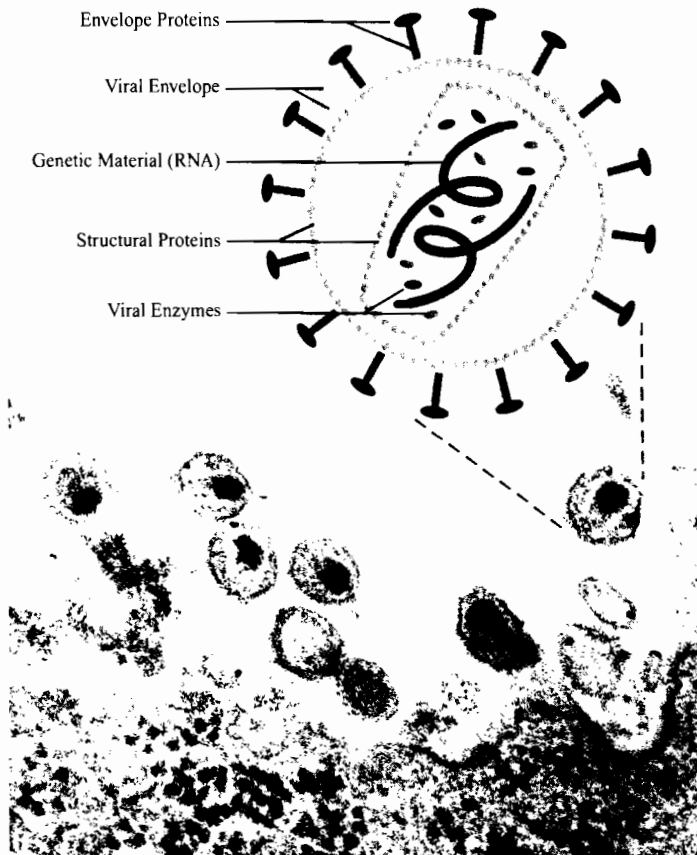 Envelope Proteins
Viral Envelope
Genetic Material (RNA)
Structural Proteins
Viral Enzymes